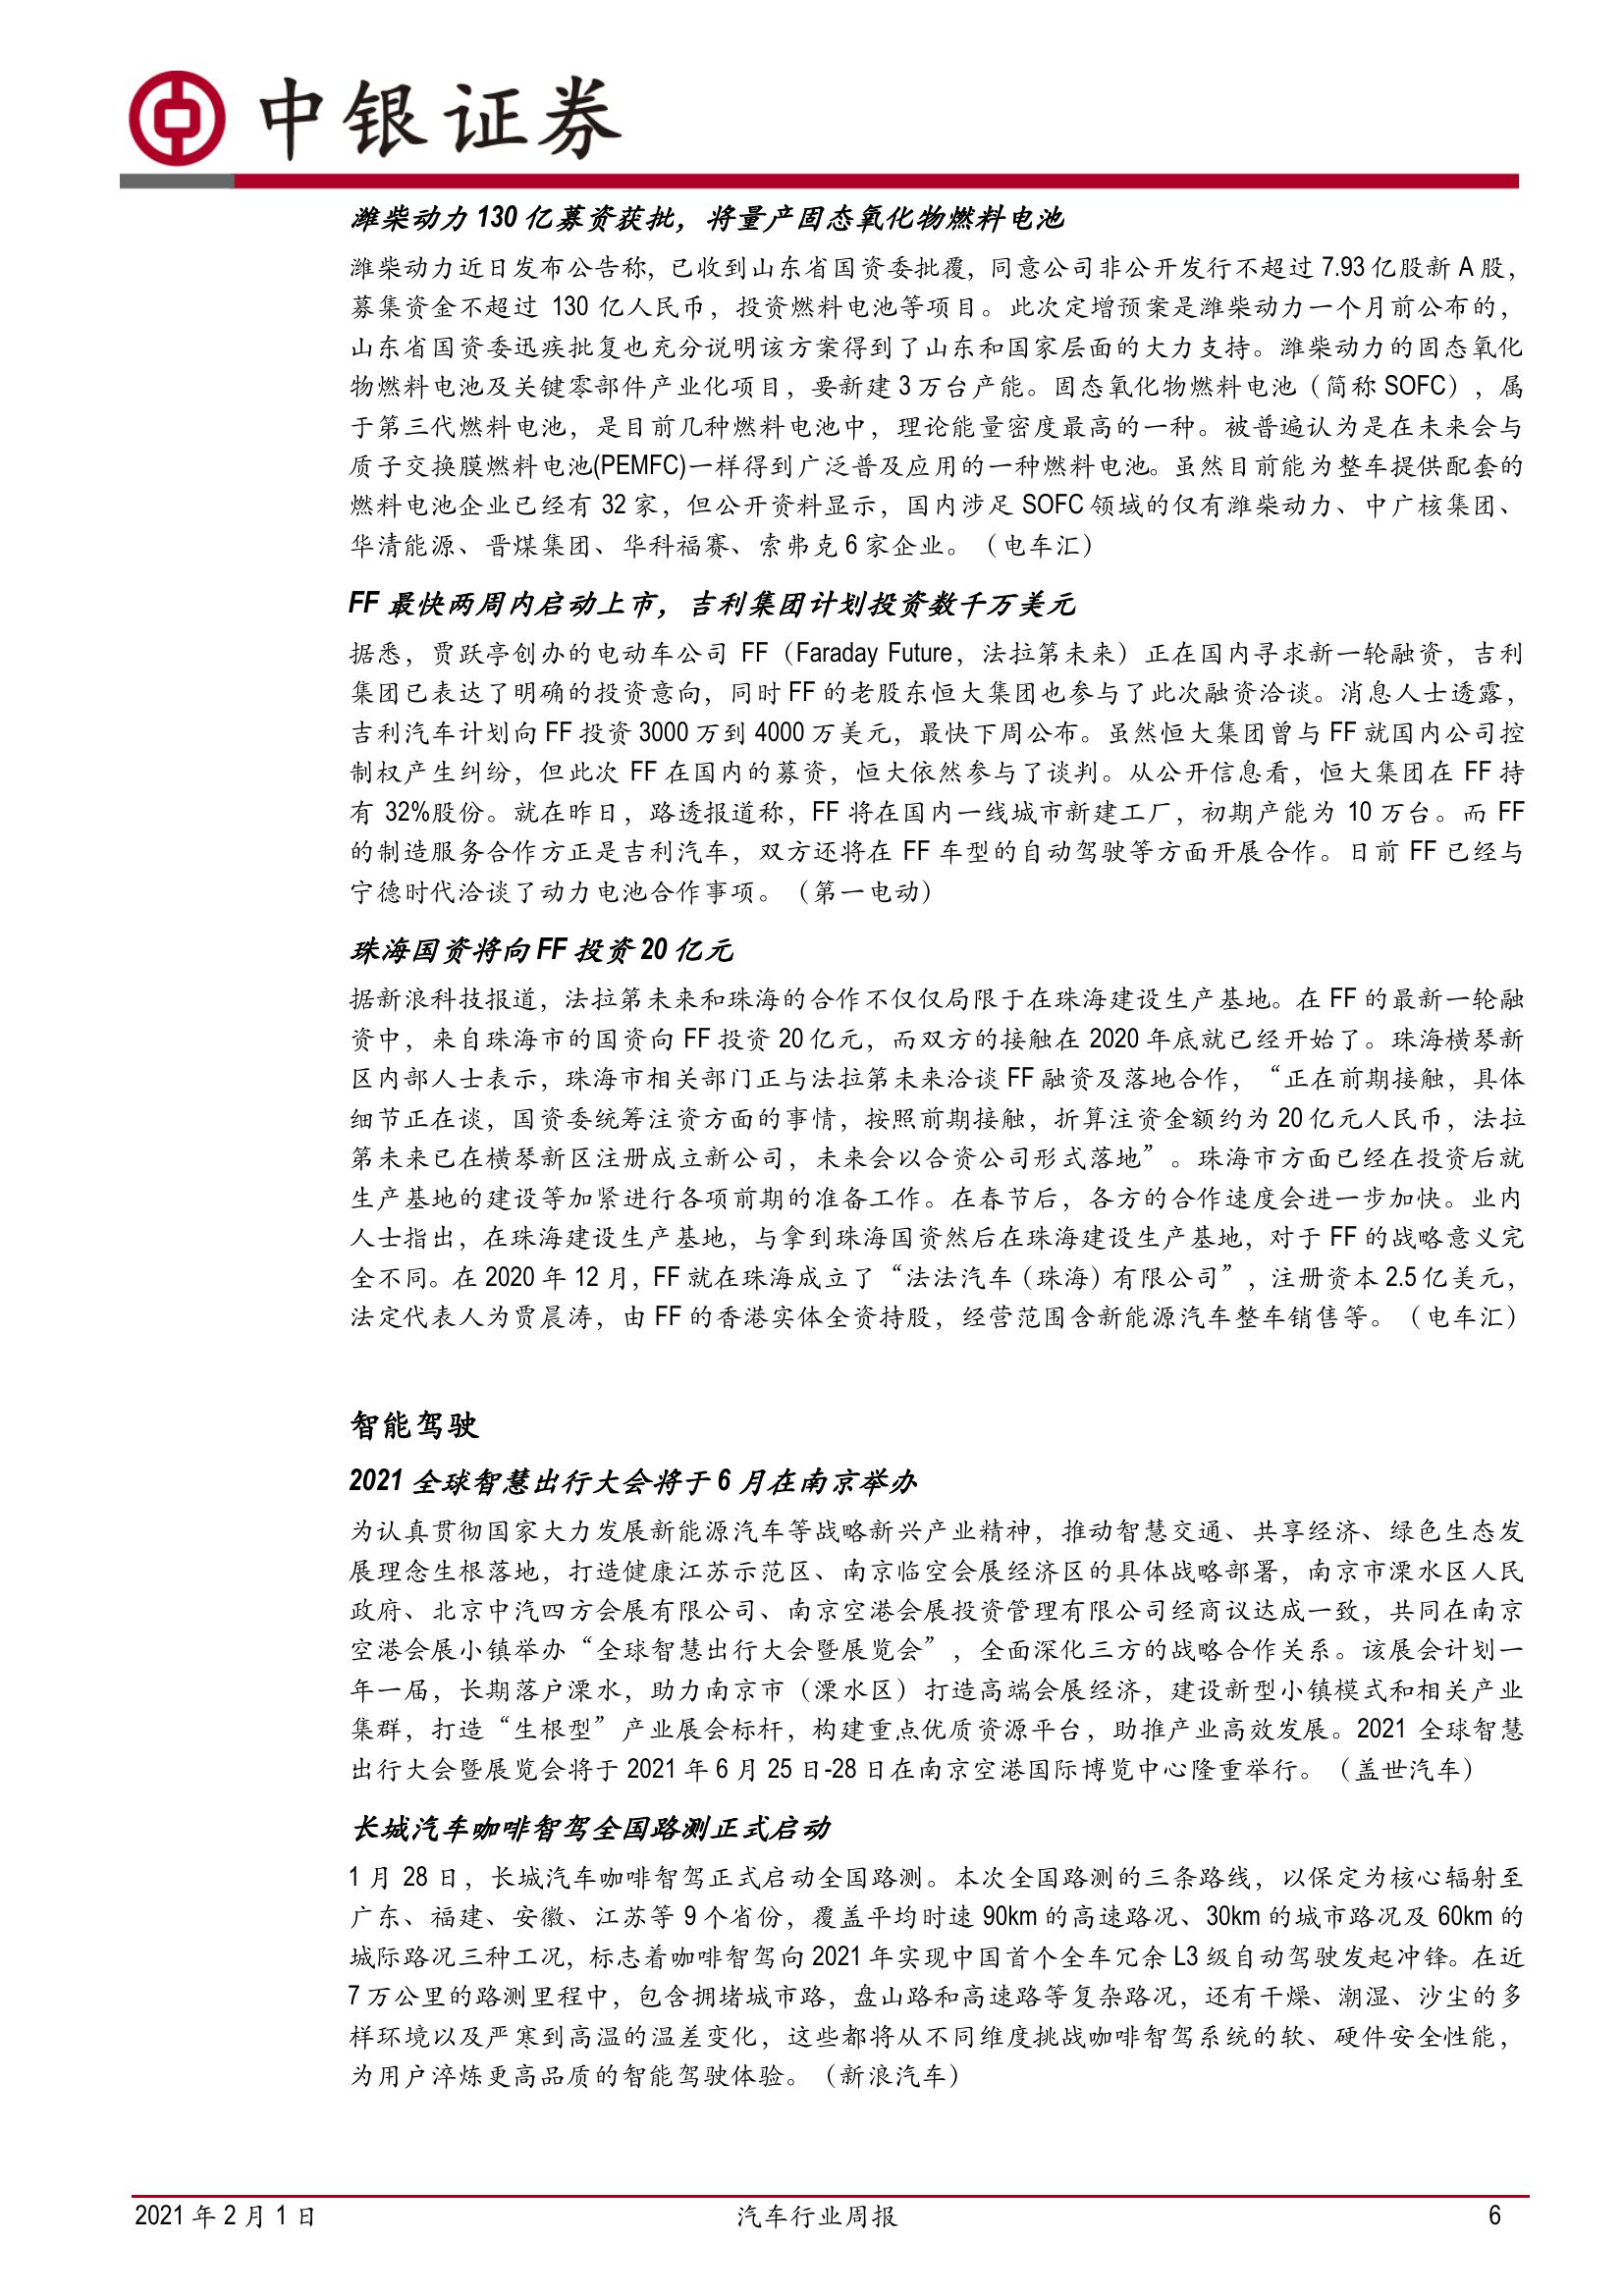 中银证券
潍柴动力 130 亿募资获批，将量产固态氧化物燃料电池
潍柴动力近日发布公告称，已收到山东省国资委批覆，同意公司非公开发行不超过 7.93 亿股新 A 股，
募集资金不超过 130 亿人民币，投资燃料电池等项目。此次定增预案是潍柴动力一个月前公布的，
山东省国资委迅疾批复也充分说明该方案得到了山东和国家层面的大力支持。潍柴动力的固态氧化
物燃料电池及关键零部件产业化项目，要新建 3 万台产能。固态氧化物燃料电池（简称 SOFC），属
于第三代燃料电池，是目前几种燃料电池中，理论能量密度最高的一种。被普遍认为是在未来会与
质子交换膜燃料电池(PEMFC)一样得到广泛普及应用的一种燃料电池。虽然目前能为整车提供配套的
燃料电池企业已经有 32 家，但公开资料显示，国内涉足 SOFC 领域的仅有潍柴动力、中广核集团、
华清能源、晋煤集团、华科福赛、索弗克 6 家企业。（电车汇）
FF 最快两周内启动上市，吉利集团计划投资数千万美元
据悉，贾跃亭创办的电动车公司 FF（Faraday Future，法拉第未来）正在国内寻求新一轮融资，吉利
集团已表达了明确的投资意向，同时 FF 的老股东恒大集团也参与了此次融资洽谈。消息人士透露，
吉利汽车计划向 FF 投资 3000 万到 4000 万美元，最快下周公布。虽然恒大集团曾与 FF 就国内公司控
制权产生纠纷，但此次 FF 在国内的募资，恒大依然参与了谈判。从公开信息看，恒大集团在 FF 持
有 32%股份。就在昨日，路透报道称，FF 将在国内一线城市新建工厂，初期产能为 10 万台。而 FF
的制造服务合作方正是吉利汽车，双方还将在 FF 车型的自动驾驶等方面开展合作。日前 FF 已经与
宁德时代洽谈了动力电池合作事项。（第一电动）
珠海国资将向 FF 投资 20 亿元
据新浪科技报道，法拉第未来和珠海的合作不仅仅局限于在珠海建设生产基地。在 FF 的最新一轮融
资中，来自珠海市的国资向 FF 投资 20 亿元，而双方的接触在 2020 年底就已经开始了。珠海横琴新
区内部人士表示，珠海市相关部门正与法拉第未来洽谈 FF 融资及落地合作，“正在前期接触，具体
细节正在谈，国资委统筹注资方面的事情，按照前期接触，折算注资金额约为 20 亿元人民币，法拉
第未来已在横琴新区注册成立新公司，未来会以合资公司形式落地”。珠海市方面已经在投资后就
生产基地的建设等加紧进行各项前期的准备工作。在春节后，各方的合作速度会进一步加快。业内
人士指出，在珠海建设生产基地，与拿到珠海国资然后在珠海建设生产基地，对于 FF 的战略意义完
全不同。在 2020 年 12 月，FF 就在珠海成立了“法法汽车（珠海）有限公司”，注册资本 2.5 亿美元，
法定代表人为贾晨涛，由 FF 的香港实体全资持股，经营范围含新能源汽车整车销售等。（电车汇）
智能驾驶
2021 全球智慧出行大会将于 6 月在南京举办
为认真贯彻国家大力发展新能源汽车等战略新兴产业精神，推动智慧交通、共享经济、绿色生态发
展理念生根落地，打造健康江苏示范区、南京临空会展经济区的具体战略部署，南京市溧水区人民
政府、北京中汽四方会展有限公司、南京空港会展投资管理有限公司经商议达成一致，共同在南京
空港会展小镇举办“全球智慧出行大会暨展览会”，全面深化三方的战略合作关系。该展会计划一
年一届，长期落户溧水，助力南京市（溧水区）打造高端会展经济，建设新型小镇模式和相关产业
集群，打造“生根型”产业展会标杆，构建重点优质资源平台，助推产业高效发展。2021 全球智慧
出行大会暨展览会将于 2021 年 6 月 25 日-28 日在南京空港国际博览中心隆重举行。（盖世汽车）
长城汽车咖啡智驾全国路测正式启动
1 月 28 日，长城汽车咖啡智驾正式启动全国路测。本次全国路测的三条路线，以保定为核心辐射至
广东、福建、安徽、江苏等 9 个省份，覆盖平均时速 90km 的高速路况、30km 的城市路况及 60km 的
城际路况三种工况，标志着咖啡智驾向 2021 年实现中国首个全车冗余 L3 级自动驾驶发起冲锋。在近
7 万公里的路测里程中，包含拥堵城市路，盘山路和高速路等复杂路况，还有干燥、潮湿、沙尘的多
样环境以及严寒到高温的温差变化，这些都将从不同维度挑战咖啡智驾系统的软、硬件安全性能，
为用户淬炼更高品质的智能驾驶体验。（新浪汽车）
2021 年 2 月 1 日
汽车行业周报
6